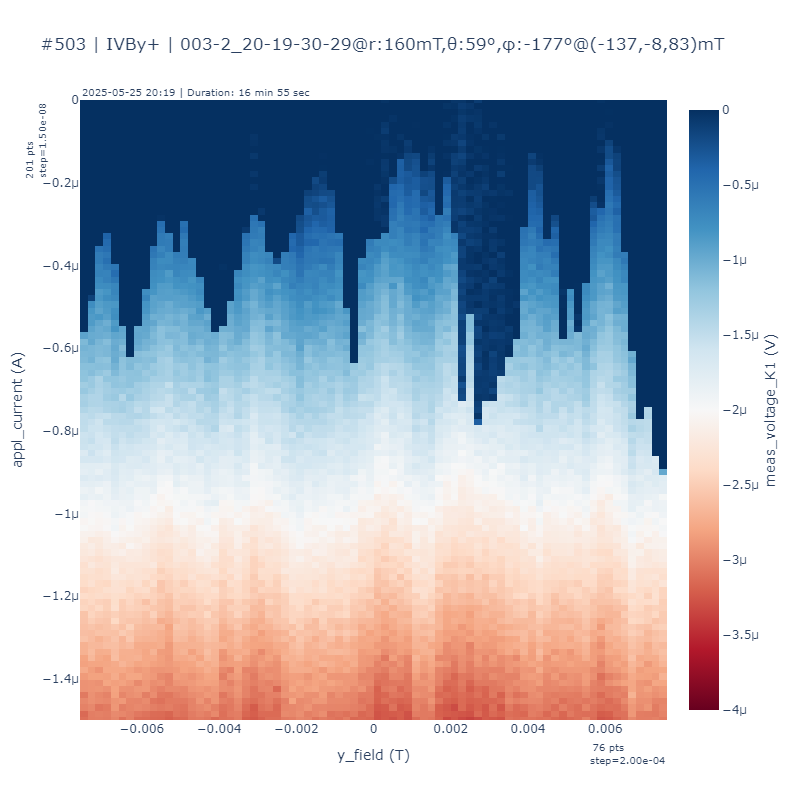 #503 | IVBy+ | 003-2_20-19-30-29@r:160mT,θ:59°,φ:-177°@(-137,-8,83)mT
2025-05-25 20:19 | Duration: 16 min 55 sec
201 pts
step=1.50e-08
appl_current (A)
0
−0.2μ
−0.4μ
−0.6μ
−0.8μ
−1μ
−1.2μ
−1.4μ
−0.006
−0.004
−0.002
0
0.002
0.004
0.006
y_field (T)
76 pts
step=2.00e-04
0
−0.5μ
−1μ
−1.5μ
−2μ
−2.5μ
−3μ
−3.5μ
−4μ
meas_voltage_K1 (V)